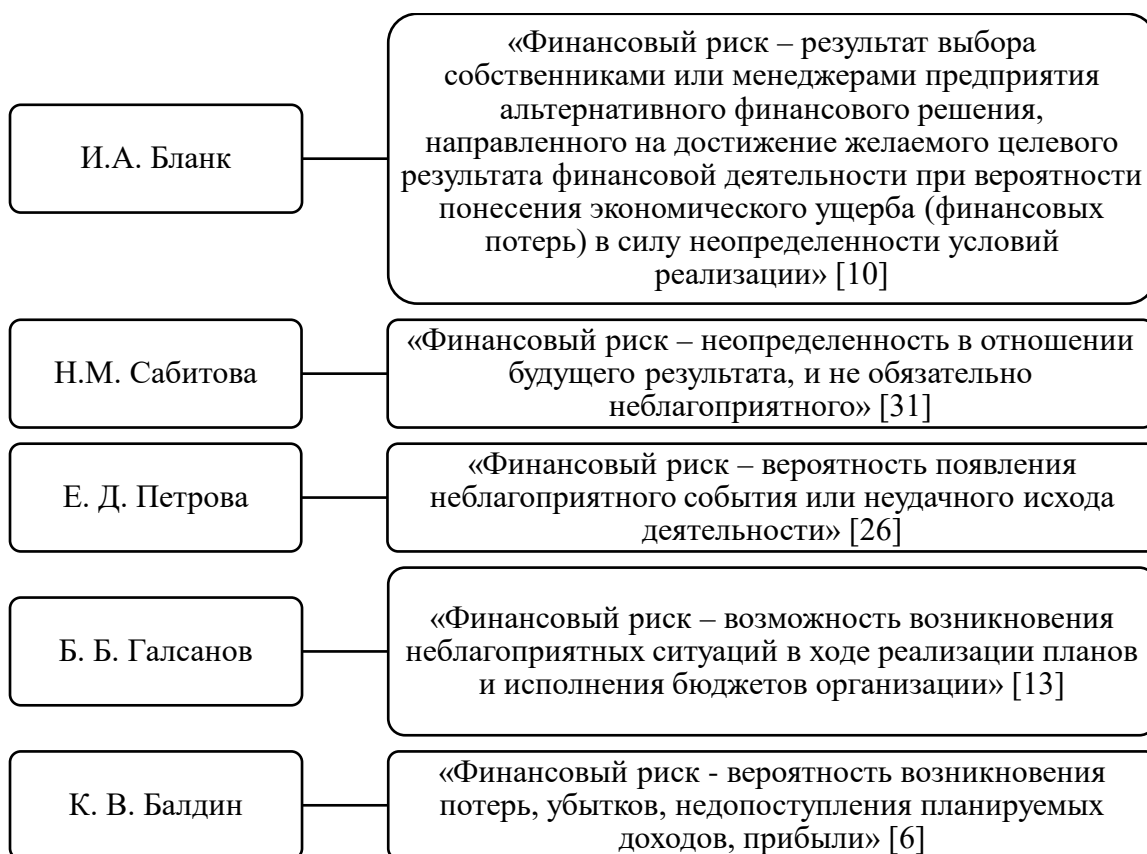 И.А. Бланк
«Финансовый риск – результат выбора
собственниками или менеджерами предприятия
альтернативного финансового решения,
направленного на достижение желаемого целевого
результата финансовой деятельности при вероятности
понесения экономического ущерба (финансовых
потерь) в силу неопределенности условий
реализации» [10]
Н.М. Сабитова
«Финансовый риск – неопределенность в отношении
будущего результата, и не обязательно
неблагоприятного» [31]
Е. Д. Петрова
«Финансовый риск – вероятность появления
неблагоприятного события или неудачного исхода
деятельности» [26]
Б. Б. Галсанов
«Финансовый риск – возможность возникновения
неблагоприятных ситуаций в ходе реализации планов
и исполнения бюджетов организации» [13]
К. В. Балдин
«Финансовый риск - вероятность возникновения
потерь, убытков, недопоступления планируемых
доходов, прибыли» [6]